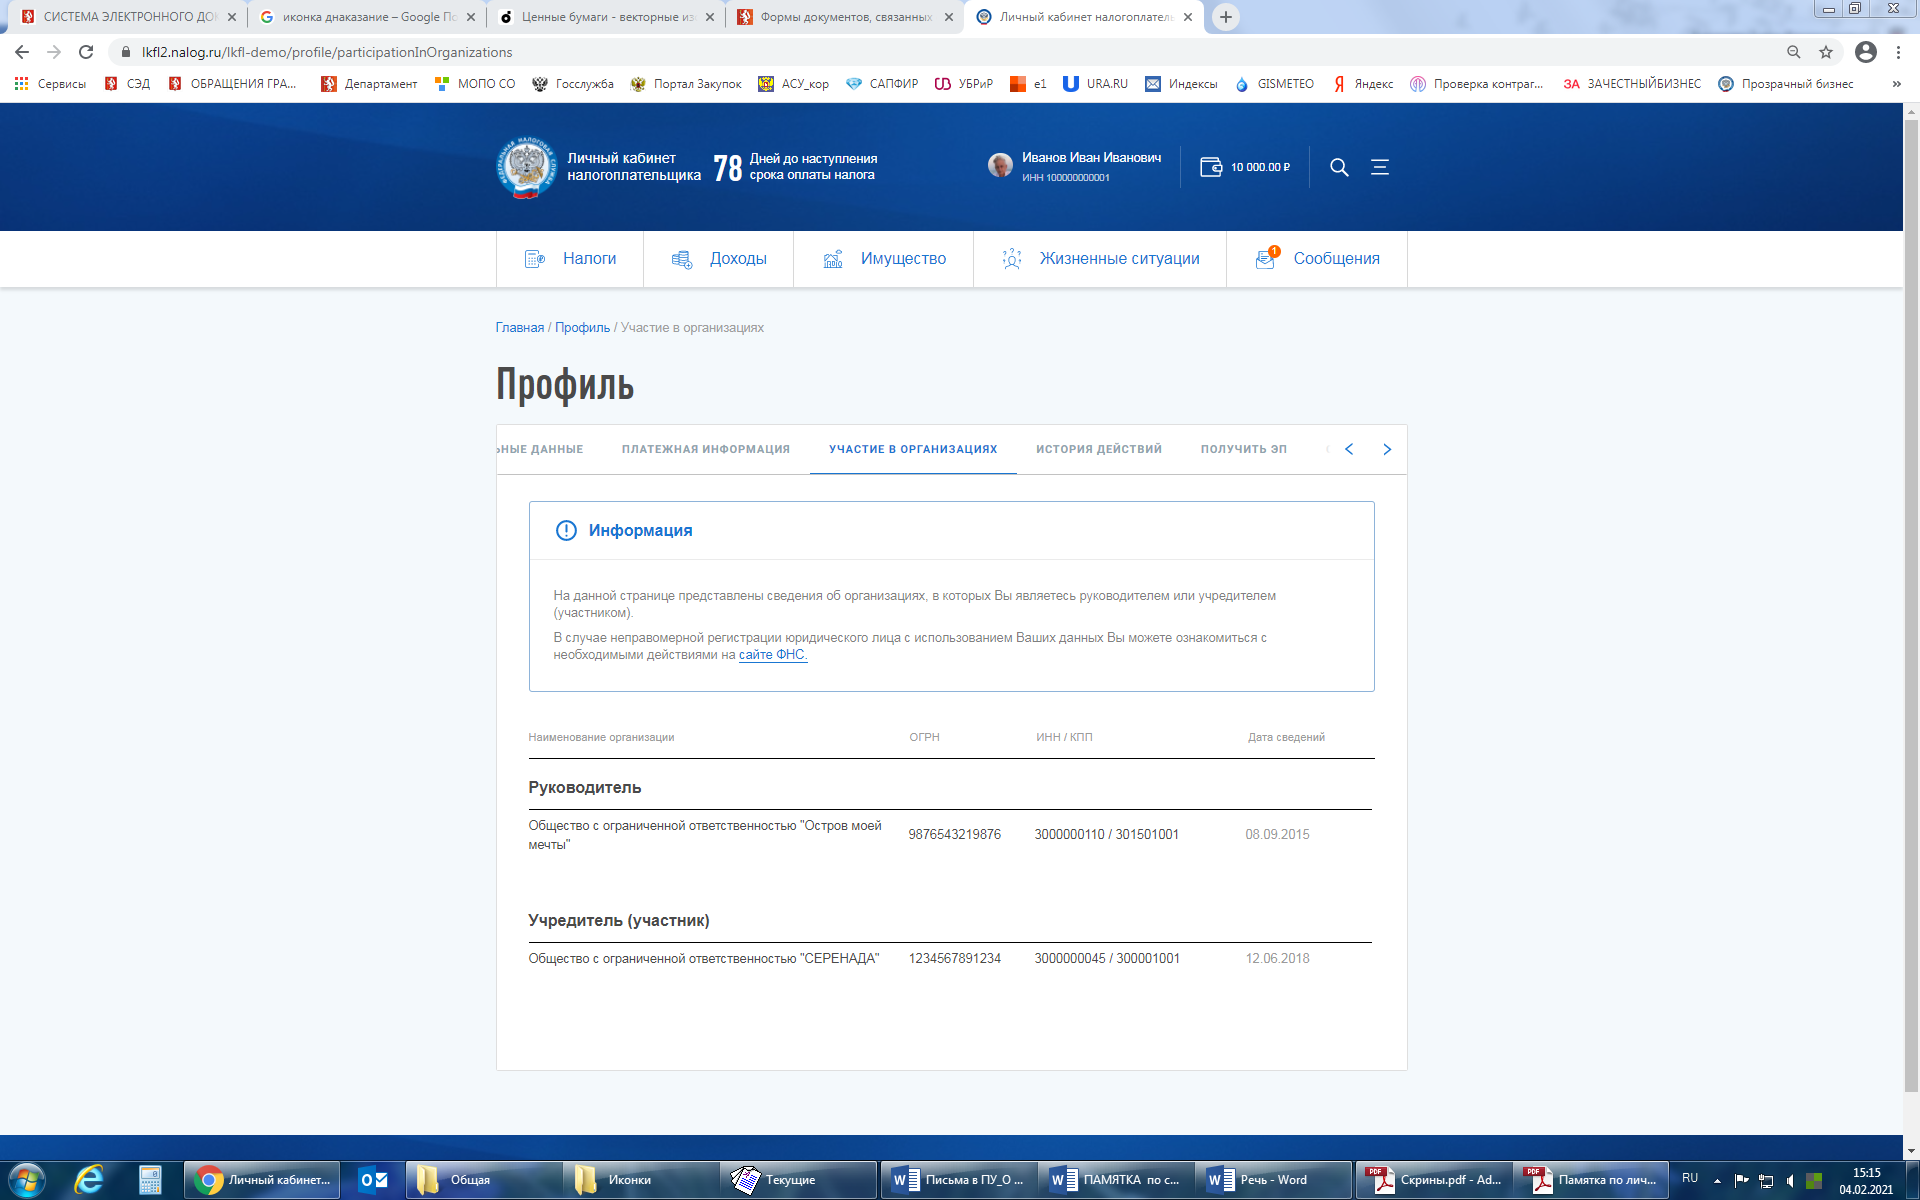 СИСТЕМА ЭЛЕКТРОННОГО ДОК
иконка днаказание – Google По
Ценные бумаги - векторные из
Формы документов, связанных
Личный кабинет налогоплатель
lkfl2.nalog.ru/lkfl-demo/profile/participationInOrganizations
Сервисы СЭД ОБРАЩЕНИЯ ГРА... Департамент МОПО СО Госслужба Портал Закупок АСУ_кор САПФИР УБРиР e1 URA.RU Индексы GISMETEO Яндекс Проверка контраг... ЗА ЗАЧЕСТНЫЙБИЗНЕС Прозрачный бизнес »
Личный кабинет
налогоплательщика
78
Дней до наступления
срока оплаты налога
Иванов Иван Иванович
ИНН 100000000001
10 000.00 ₽
Налоги
Доходы
Имущество
Жизненные ситуации
1
Сообщения
Главная / Профиль / Участие в организациях
Профиль
ЬНЫЕ ДАННЫЕ ПЛАТЕЖНАЯ ИНФОРМАЦИЯ УЧАСТИЕ В ОРГАНИЗАЦИЯХ ИСТОРИЯ ДЕЙСТВИЙ ПОЛУЧИТЬ ЭП
Информация
На данной странице представлены сведения об организациях, в которых Вы являетесь руководителем или учредителем
(участником).
В случае неправомерной регистрации юридического лица с использованием Ваших данных Вы можете ознакомиться с
необходимыми действиями на сайте ФНС.
Наименование организации ОГРН ИНН / КПП Дата сведений
Руководитель
Общество с ограниченной ответственностью "Остров моей
мечты"
9876543219876 3000000110 / 301501001 08.09.2015
Учредитель (участник)
Общество с ограниченной ответственностью "СЕРЕНАДА" 1234567891234 3000000045 / 300001001 12.06.2018
Личный кабинет...
Общая
Иконки
Текущие
Письма в ПУ_О ...
ПАМЯТКА по с...
Речь - Word
Скрины.pdf - Ad...
Памятка по лич...
RU
15:15
04.02.2021